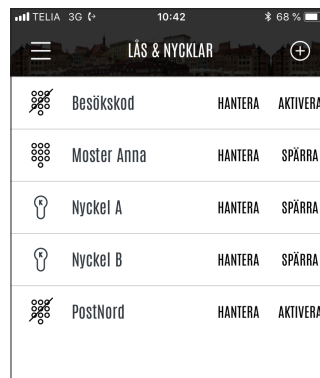 TELIA 3G 10:42 68 %
LÅS & NYCKLAR
Besökskod HANTERA AKTIVERA
Moster Anna HANTERA SPÄRRA
K Nyckel A HANTERA SPÄRRA
K Nyckel B HANTERA SPÄRRA
PostNord HANTERA AKTIVERA